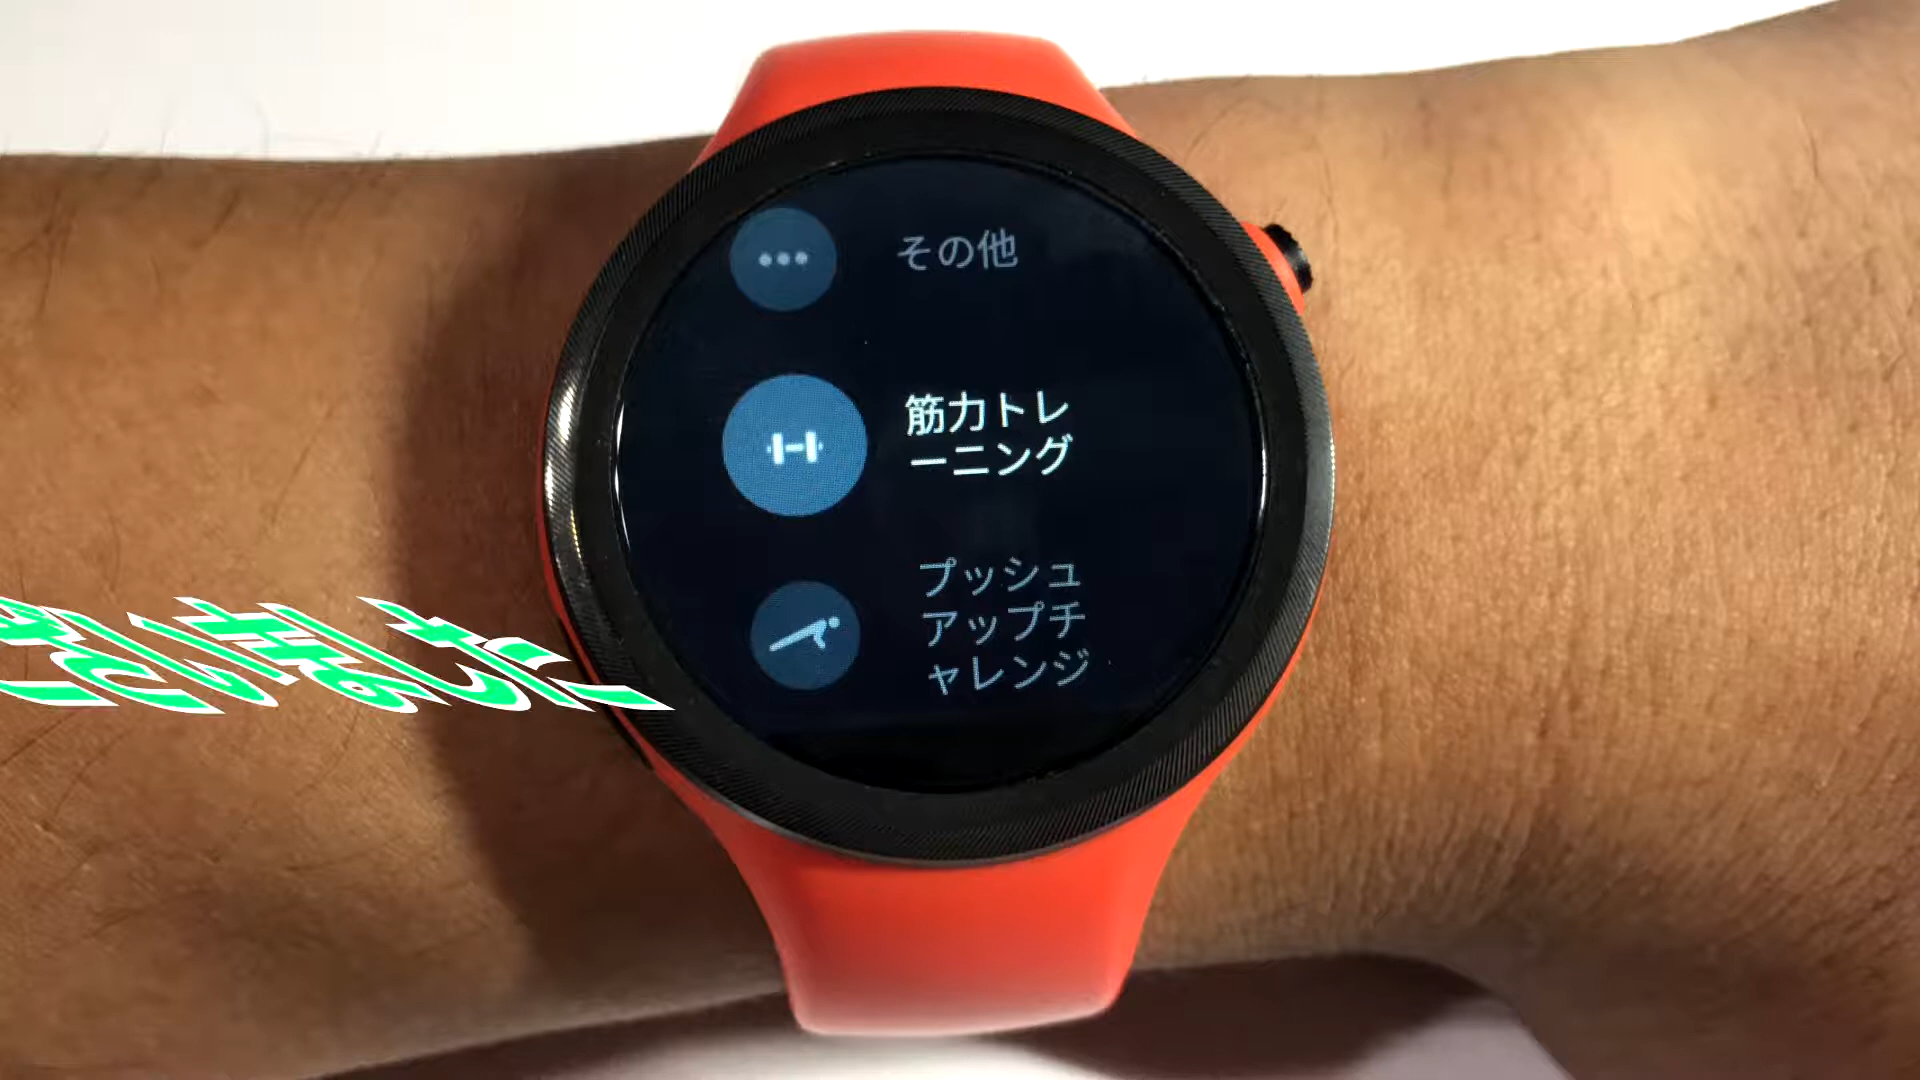 その他
筋力トレ
ーニング
プッシュ
アップチ
ャレンジ